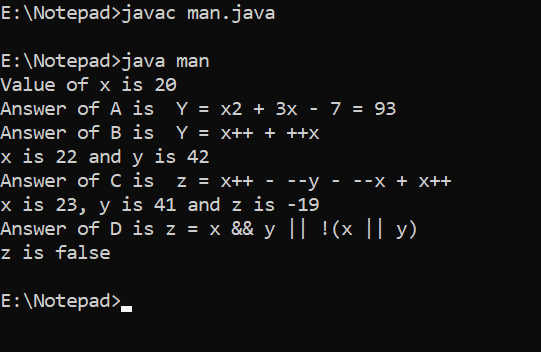 E:\Notepad>javac man.java
E:\Notepad>java man
Value of x is 20
Answer of A is  Y = x2 + 3x - 7 = 93
Answer of B is  Y = x++ + ++x
x is 22 and y is 42
Answer of C is  z = x++ - --y - --x + x++
x is 23, y is 41 and z is -19
Answer of D is z = x && y || !(x || y)
z is false
E:\Notepad>